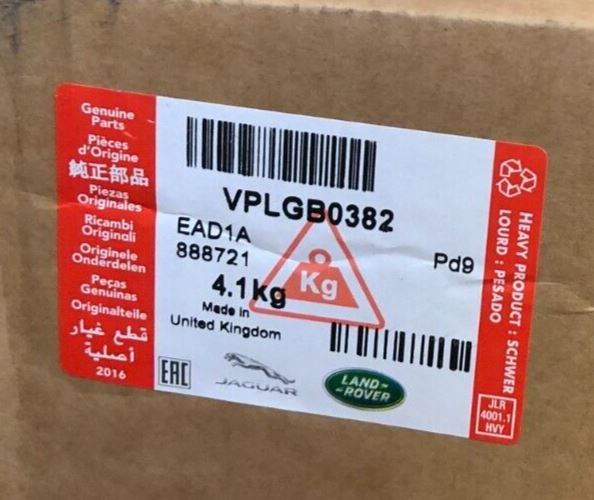 Genuine
Parts
Pièces
d'Origine
純正部品
Piezas
Originales
Ricambi
Originali
Originele
Onderdelen
Peças
Genuinas
Originalteile
قطع غيار
أصلية
2016
VPLGB0382
EAD1A
888721
Pd9
4.1kg
Kg
Made in
United Kingdom
EAC
JAGUAR
LAND-
-ROVER
HEAVY PRODUCT : SCHWER
LOURD : PESADO
JLR
4001.1
HVY